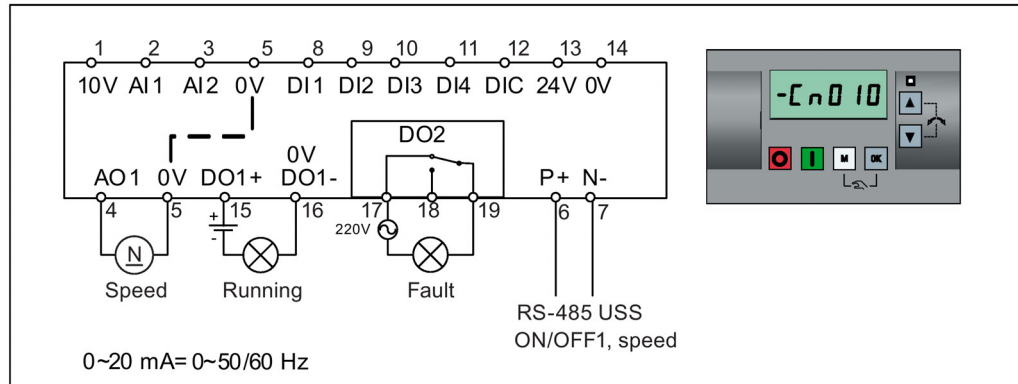 1 2 3 5 8 9 10 11 12 13 14
10V AI1 AI2 0V DI1 DI2 DI3 DI4 DIC 24V 0V
DO2
0V
AO1 0V DO1+ DO1- P+ N-
4 5 15 16 17 18 19 6 7
+
-
220V
N
Speed Running Fault
RS-485 USS
ON/OFF1, speed
0~20 mA= 0~50/60 Hz
-Cn010
M OK